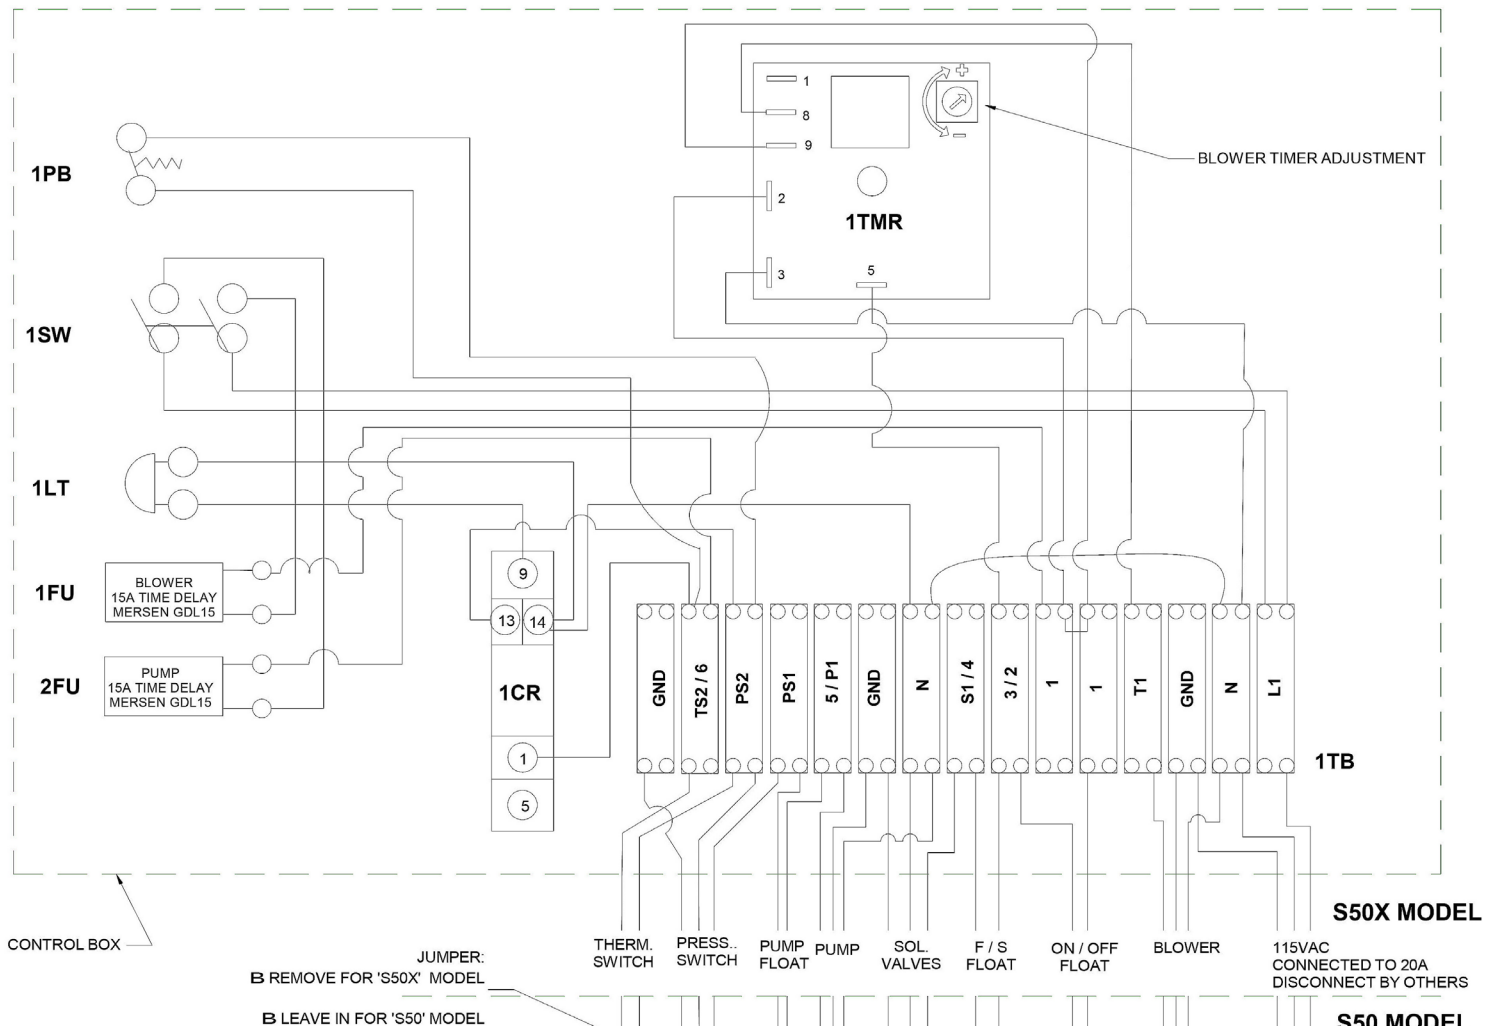 1
8
9
BLOWER TIMER ADJUSTMENT
1PB
2
1TMR
3
5
1SW
1LT
9
1FU
BLOWER
15A TIME DELAY
MERSEN GDL15
13
14
2FU
PUMP
15A TIME DELAY
MERSEN GDL15
1CR
GND
TS2 / 6
PS2
PS1
5 / P1
GND
N
S1 / 4
3 / 2
1
1
T1
GND
N
L1
1
5
1TB
S50X MODEL
CONTROL BOX
THERM.
SWITCH
PRESS..
SWITCH
PUMP
FLOAT
PUMP
SOL.
VALVES
F / S
FLOAT
ON / OFF
FLOAT
BLOWER
115VAC
CONNECTED TO 20A
DISCONNECT BY OTHERS
JUMPER:
B REMOVE FOR 'S50X' MODEL
B LEAVE IN FOR 'S50' MODEL
S50 MODEL